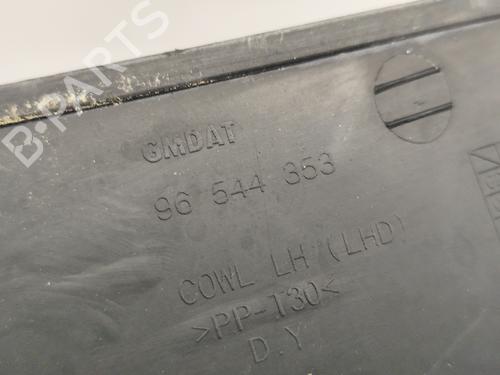 B-PARTS
GMDAT
96 544 353
COWL LH (LHD)
>PP-T30<
D.Y